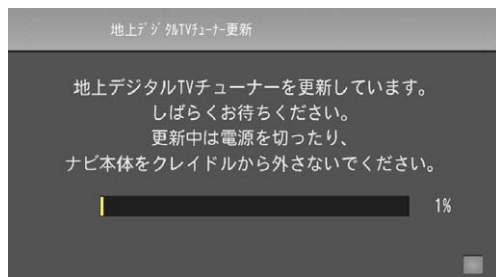 地上ﾃﾞｼﾞﾀﾙTVﾁｭｰﾅｰ更新
地上デジタルTVチューナーを更新しています。
しばらくお待ちください。
更新中は電源を切ったり、
ナビ本体をクレイドルから外さないでください。
1%